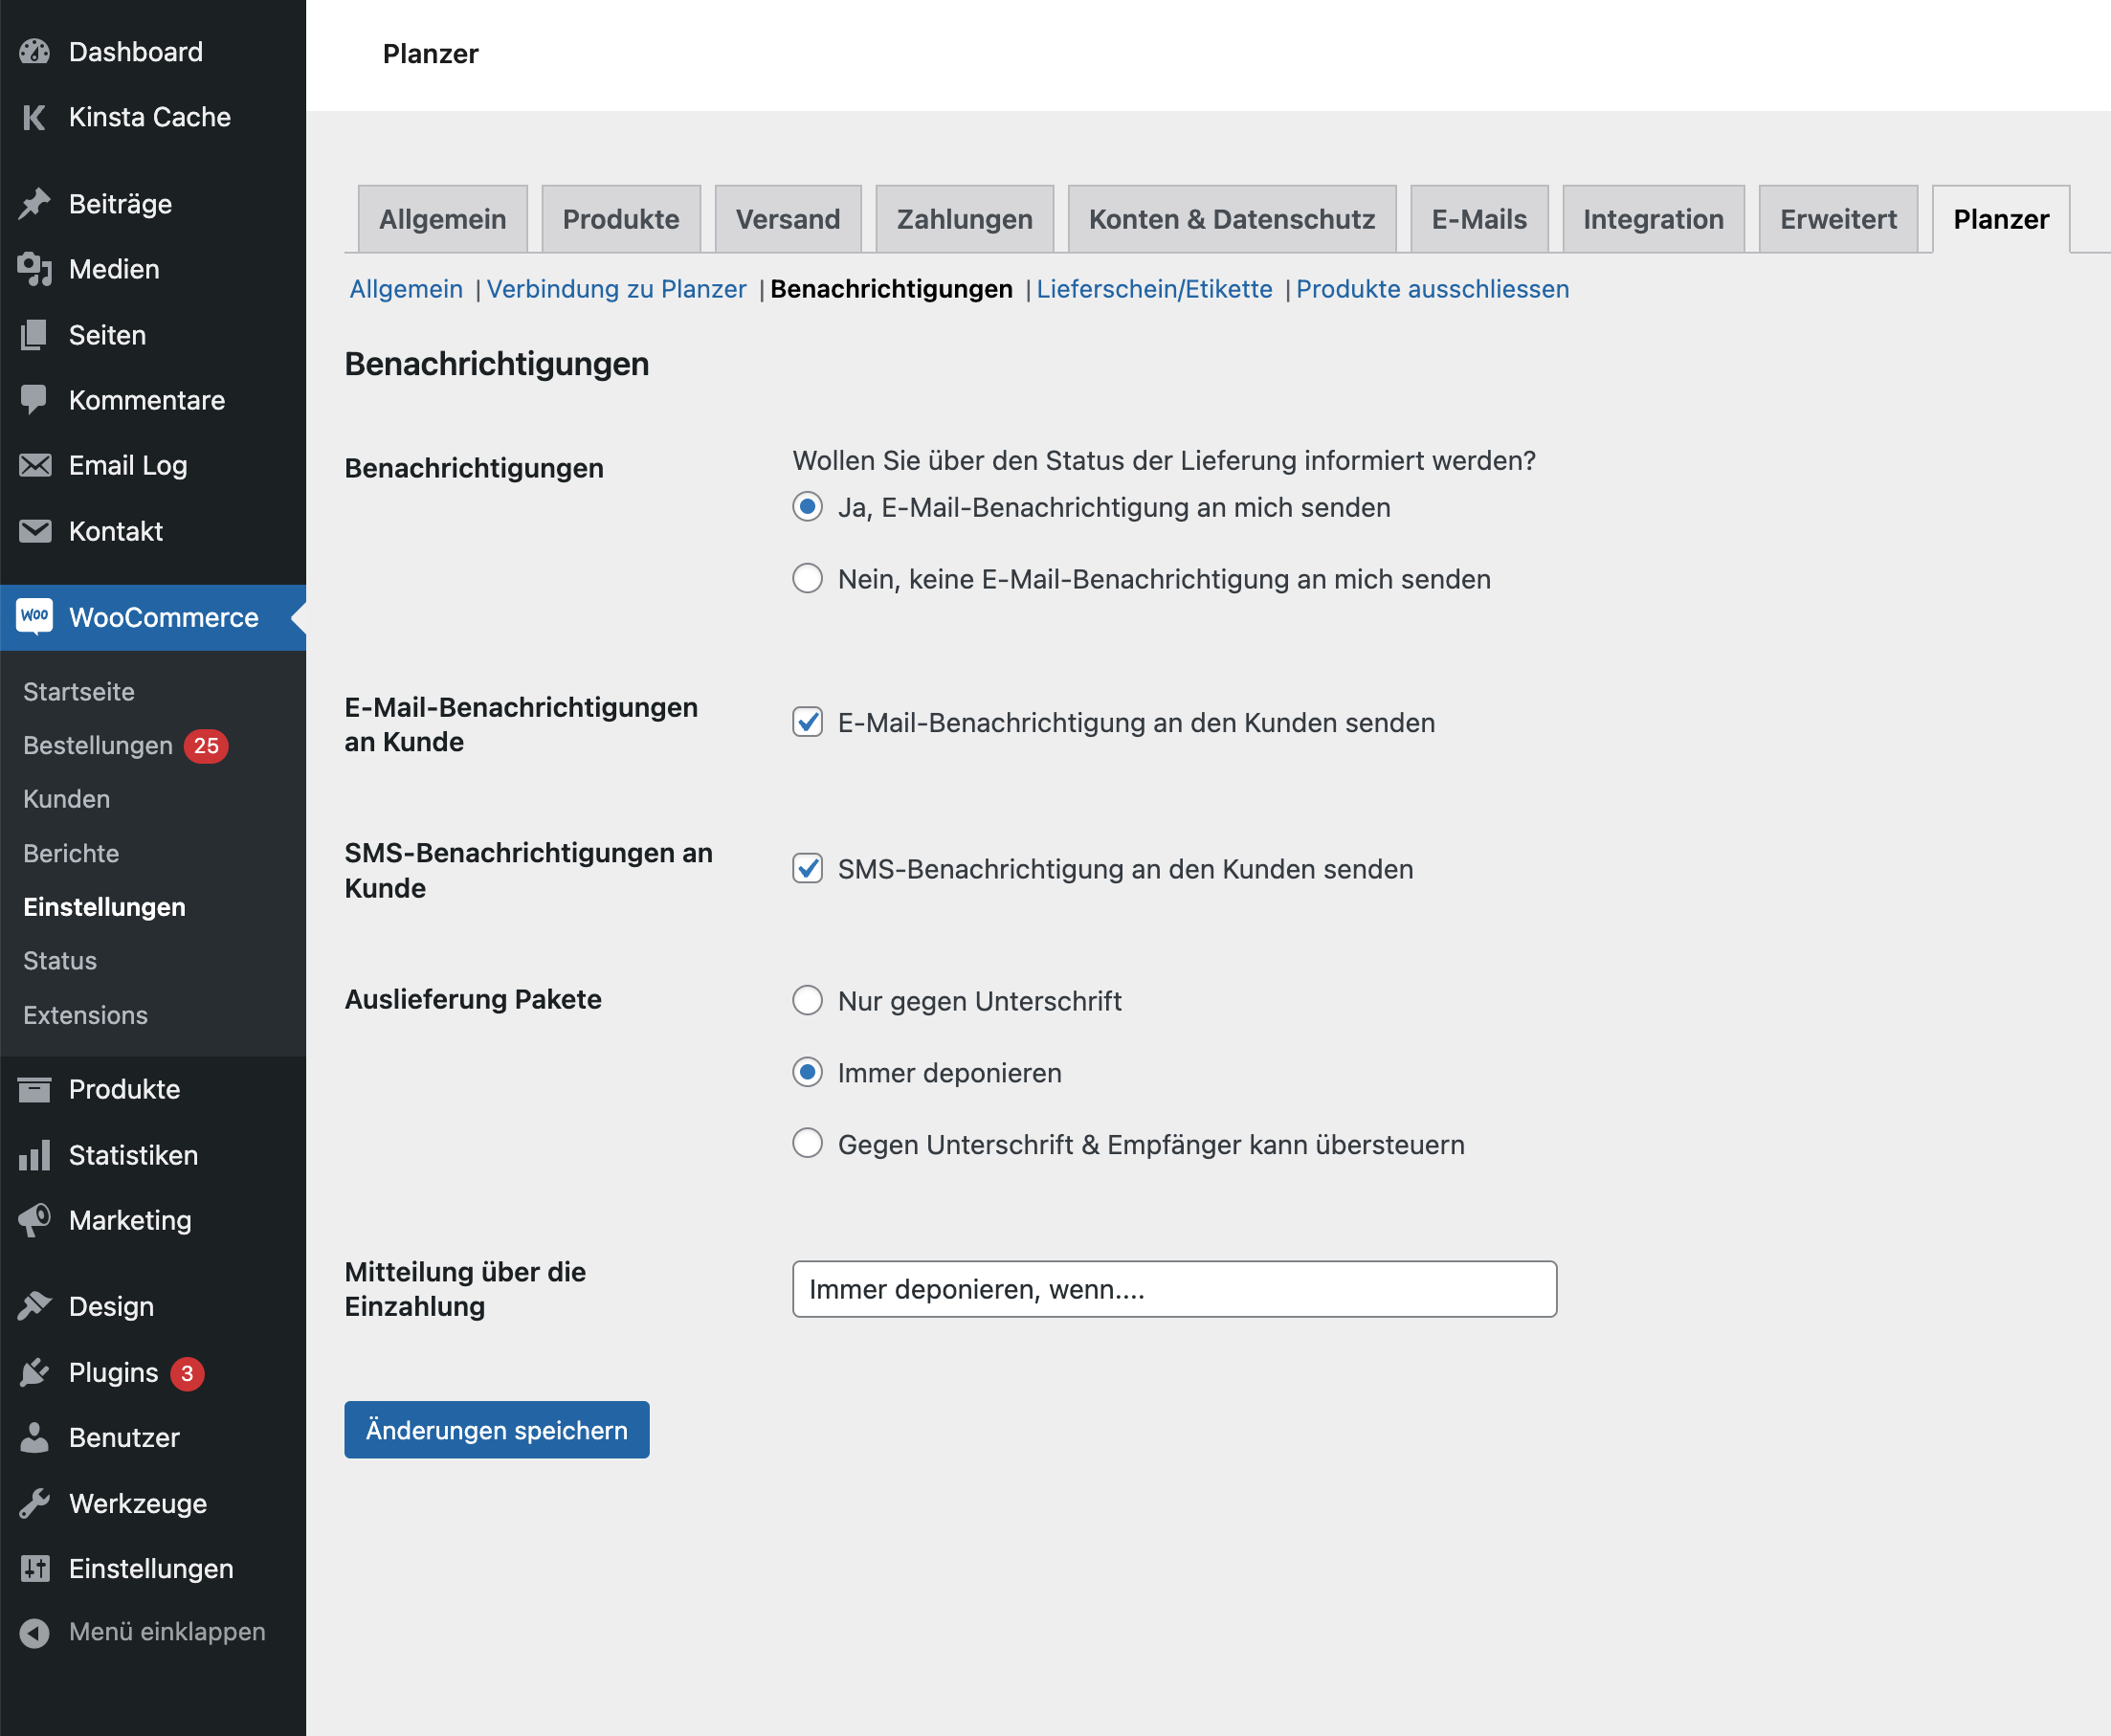 Dashboard
Kinsta Cache
Beiträge
Medien
Seiten
Kommentare
Email Log
Kontakt
Woo WooCommerce
Startseite
Bestellungen 25
Kunden
Berichte
Einstellungen
Status
Extensions
Produkte
Statistiken
Marketing
Design
Plugins 3
Benutzer
Werkzeuge
Einstellungen
Menü einklappen
Planzer
Allgemein Produkte Versand Zahlungen Konten & Datenschutz E-Mails Integration Erweitert Planzer
Allgemein | Verbindung zu Planzer | Benachrichtigungen | Lieferschein/Etikette | Produkte ausschliessen
Benachrichtigungen
Benachrichtigungen
Wollen Sie über den Status der Lieferung informiert werden?
Ja, E-Mail-Benachrichtigung an mich senden
Nein, keine E-Mail-Benachrichtigung an mich senden
E-Mail-Benachrichtigungen
an Kunde
E-Mail-Benachrichtigung an den Kunden senden
SMS-Benachrichtigungen an
Kunde
SMS-Benachrichtigung an den Kunden senden
Auslieferung Pakete
Nur gegen Unterschrift
Immer deponieren
Gegen Unterschrift & Empfänger kann übersteuern
Mitteilung über die
Einzahlung
Immer deponieren, wenn....
Änderungen speichern